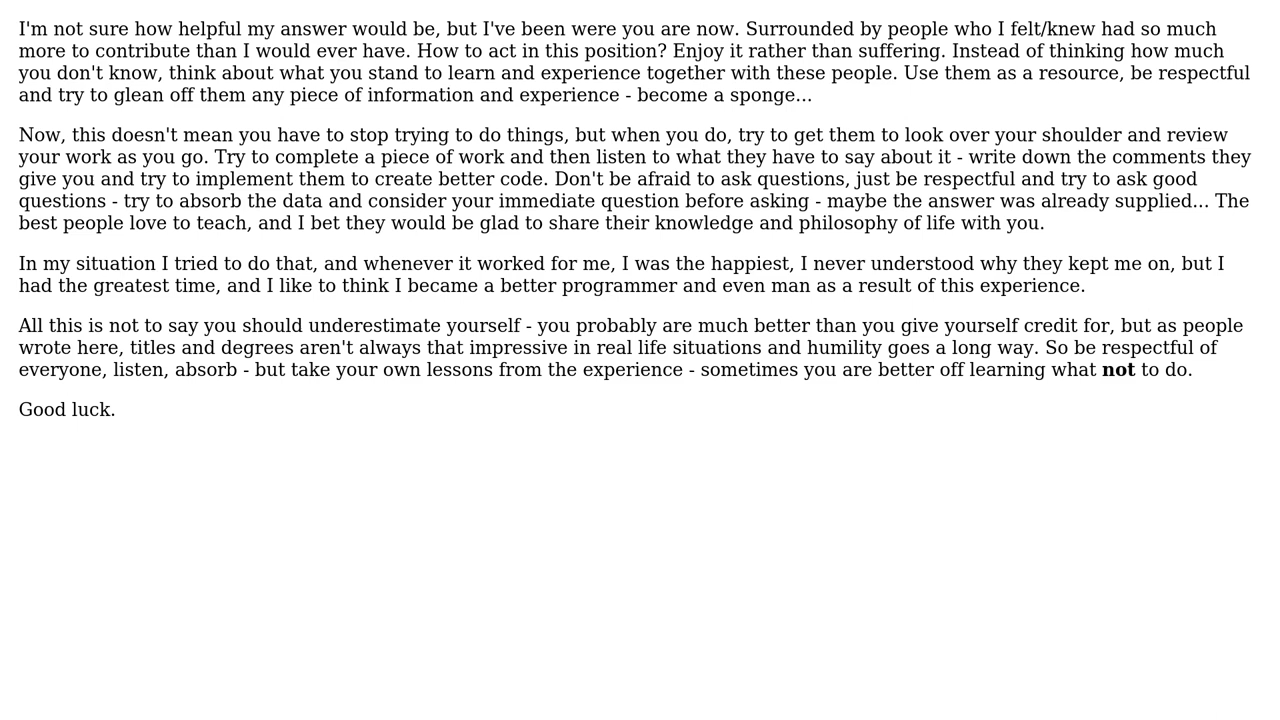 I'm not sure how helpful my answer would be, but I've been were you are now. Surrounded by people who I felt/knew had so much
more to contribute than I would ever have. How to act in this position? Enjoy it rather than suffering. Instead of thinking how much
you don't know, think about what you stand to learn and experience together with these people. Use them as a resource, be respectful
and try to glean off them any piece of information and experience - become a sponge...
Now, this doesn't mean you have to stop trying to do things, but when you do, try to get them to look over your shoulder and review
your work as you go. Try to complete a piece of work and then listen to what they have to say about it - write down the comments they
give you and try to implement them to create better code. Don't be afraid to ask questions, just be respectful and try to ask good
questions - try to absorb the data and consider your immediate question before asking - maybe the answer was already supplied... The
best people love to teach, and I bet they would be glad to share their knowledge and philosophy of life with you.
In my situation I tried to do that, and whenever it worked for me, I was the happiest, I never understood why they kept me on, but I
had the greatest time, and I like to think I became a better programmer and even man as a result of this experience.
All this is not to say you should underestimate yourself - you probably are much better than you give yourself credit for, but as people
wrote here, titles and degrees aren't always that impressive in real life situations and humility goes a long way. So be respectful of
everyone, listen, absorb - but take your own lessons from the experience - sometimes you are better off learning what not to do.
Good luck.